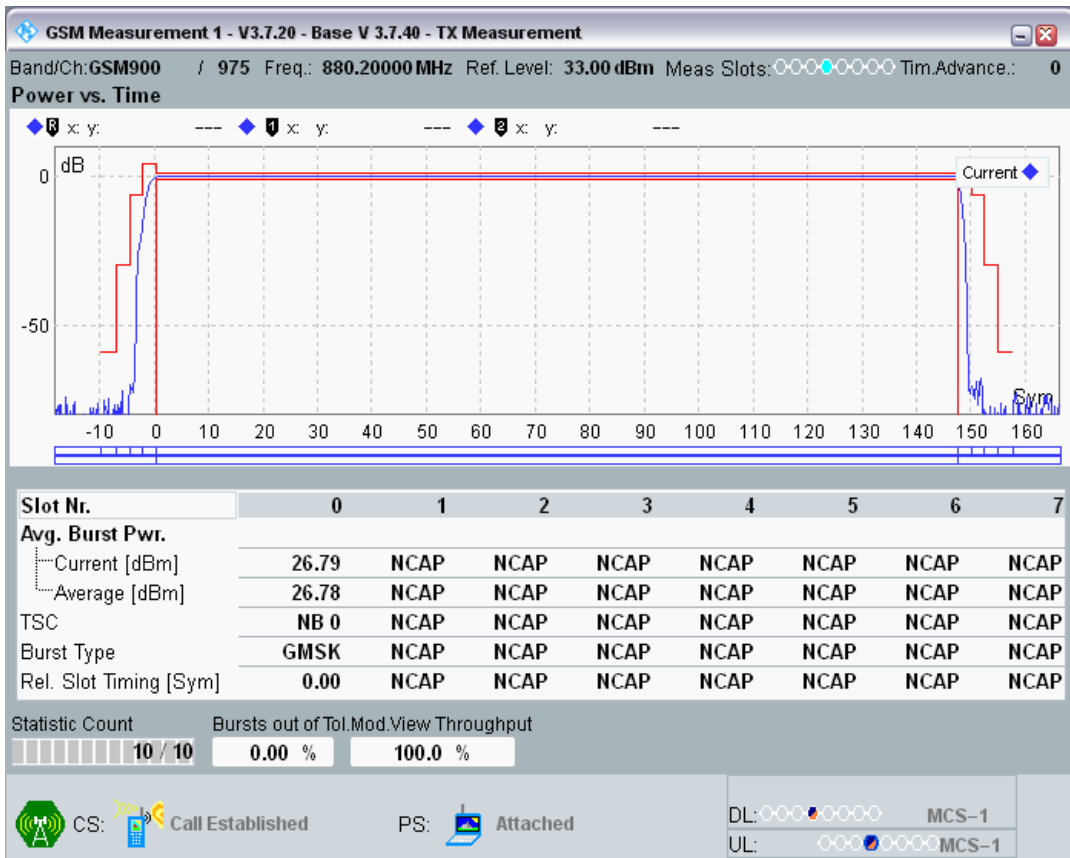 GSM Measurement 1 - V3.7.20 - Base V 3.7.40 - TX Measurement
Band/Ch:GSM900 / 975 Freq.: 880.20000 MHz Ref. Level: 33.00 dBm Meas Slots: Tim.Advance.: 0
Power vs. Time
R x: y: --- 1 x: y: --- 2 x: y: ---
dB
Current
0
-50
Sym
-10 0 10 20 30 40 50 60 70 80 90 100 110 120 130 140 150 160
Slot Nr. 0 1 2 3 4 5 6 7
Avg. Burst Pwr.
Current [dBm] 26.79 NCAP NCAP NCAP NCAP NCAP NCAP NCAP
Average [dBm] 26.78 NCAP NCAP NCAP NCAP NCAP NCAP NCAP
TSC NB 0 NCAP NCAP NCAP NCAP NCAP NCAP NCAP
Burst Type GMSK NCAP NCAP NCAP NCAP NCAP NCAP NCAP
Rel. Slot Timing [Sym] 0.00 NCAP NCAP NCAP NCAP NCAP NCAP NCAP
Statistic Count Bursts out of Tol.Mod.View Throughput
10 / 10 0.00 % 100.0 %
CS: Call Established PS: Attached
DL: MCS-1
UL: MCS-1